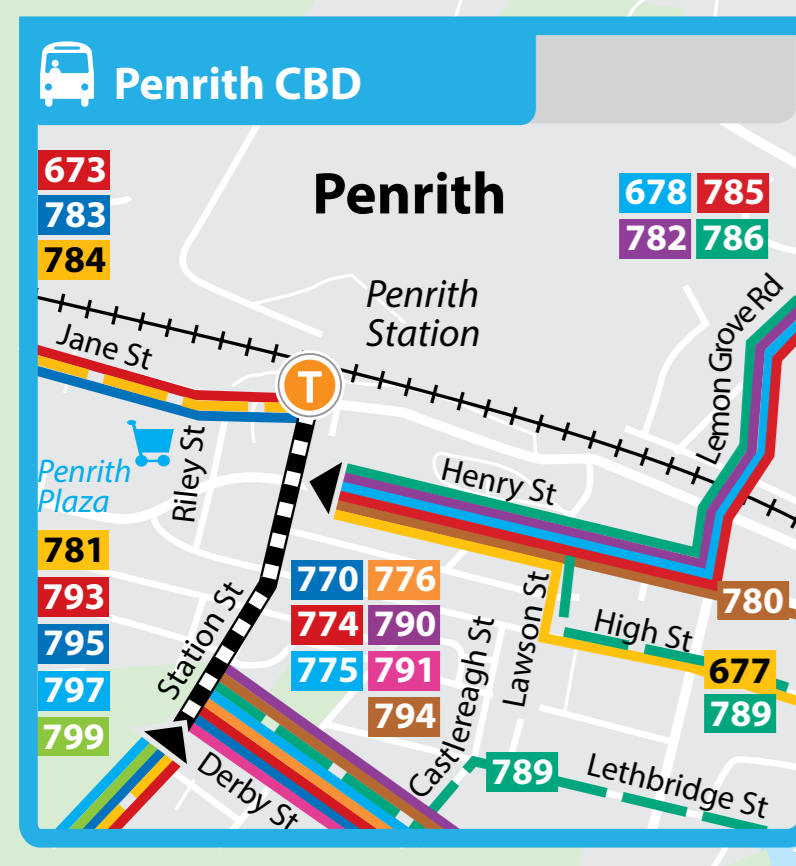 Penrith CBD
673
783
784
Penrith
678 785
782 786
Penrith
Station
Jane St
T
Lemon Grove Rd
Riley St
Penrith
Plaza
Henry St
781
793
795
797
799
Station St
770 776
774 790
775 791
794
Lawson St
780
High St
677
789
Castlereagh St
789
Lethbridge St
Derby St